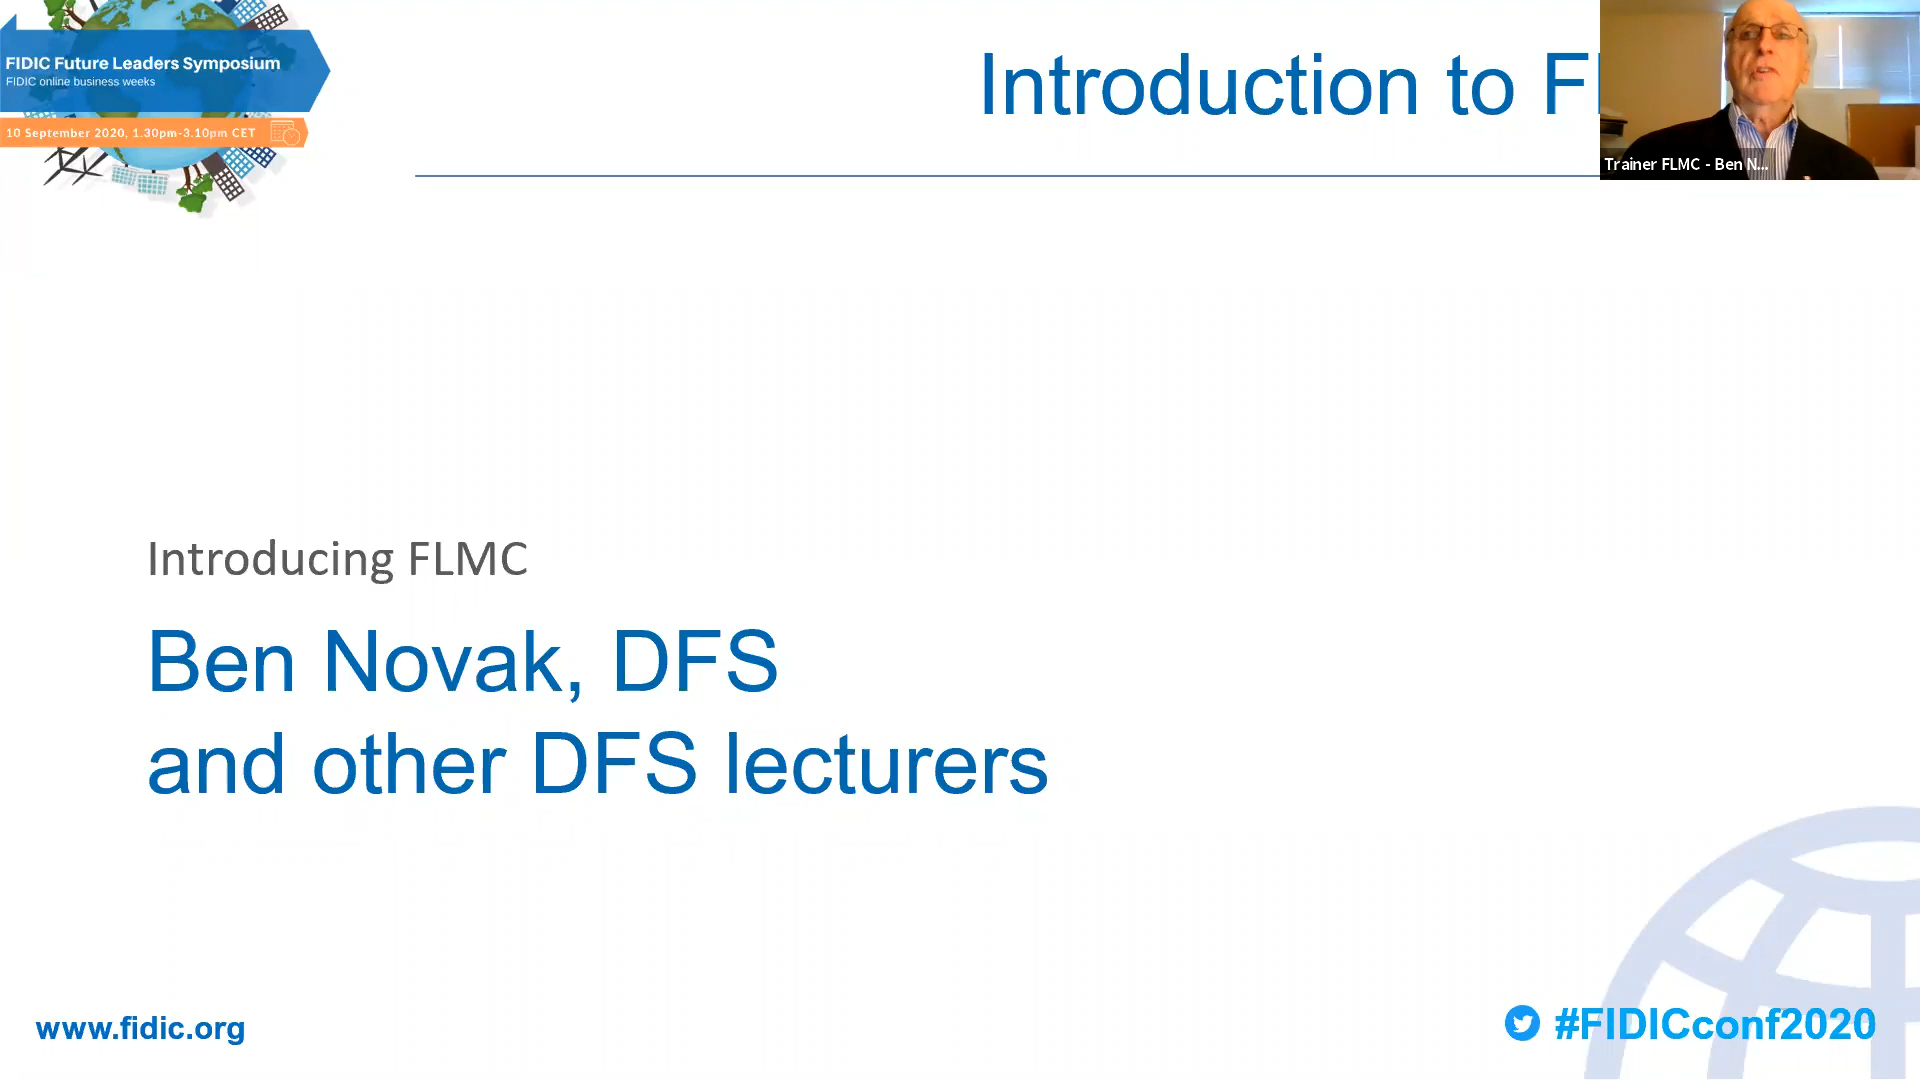 FIDIC Future Leaders Symposium
FIDIC online business weeks
10 September 2020, 1.30pm-3.10pm CET
Introduction to
Trainer FLMC - Ben N...
Introducing FLMC
Ben Novak, DFS
and other DFS lecturers
www.fidic.org
#FIDICconf2020